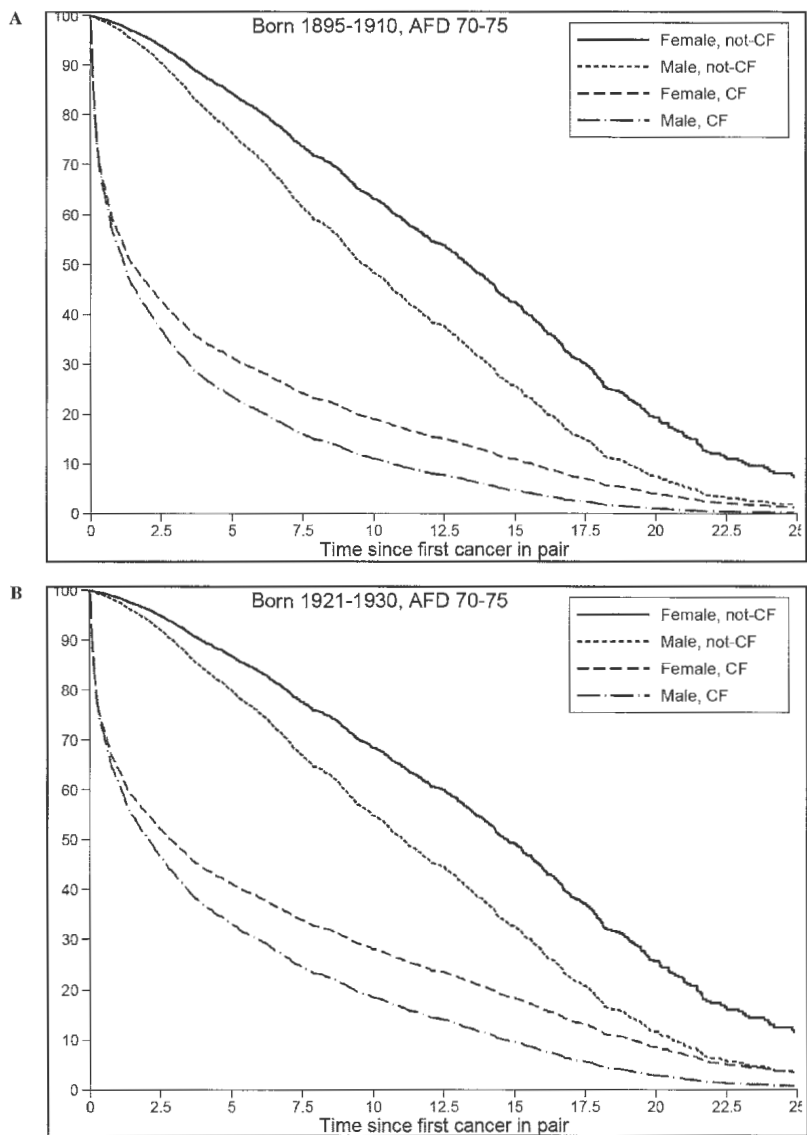 A
Born 1895-1910, AFD 70-75
Female, not-CF
Male, not-CF
Female, CF
Male, CF
100
90
80
70
60
50
40
30
20
10
0
0 2.5 5 7.5 10 12.5 15 17.5 20 22.5 25
Time since first cancer in pair
B
Born 1921-1930, AFD 70-75
Female, not-CF
Male, not-CF
Female, CF
Male, CF
100
90
80
70
60
50
40
30
20
10
0
0 2.5 5 7.5 10 12.5 15 17.5 20 22.5 25
Time since first cancer in pair